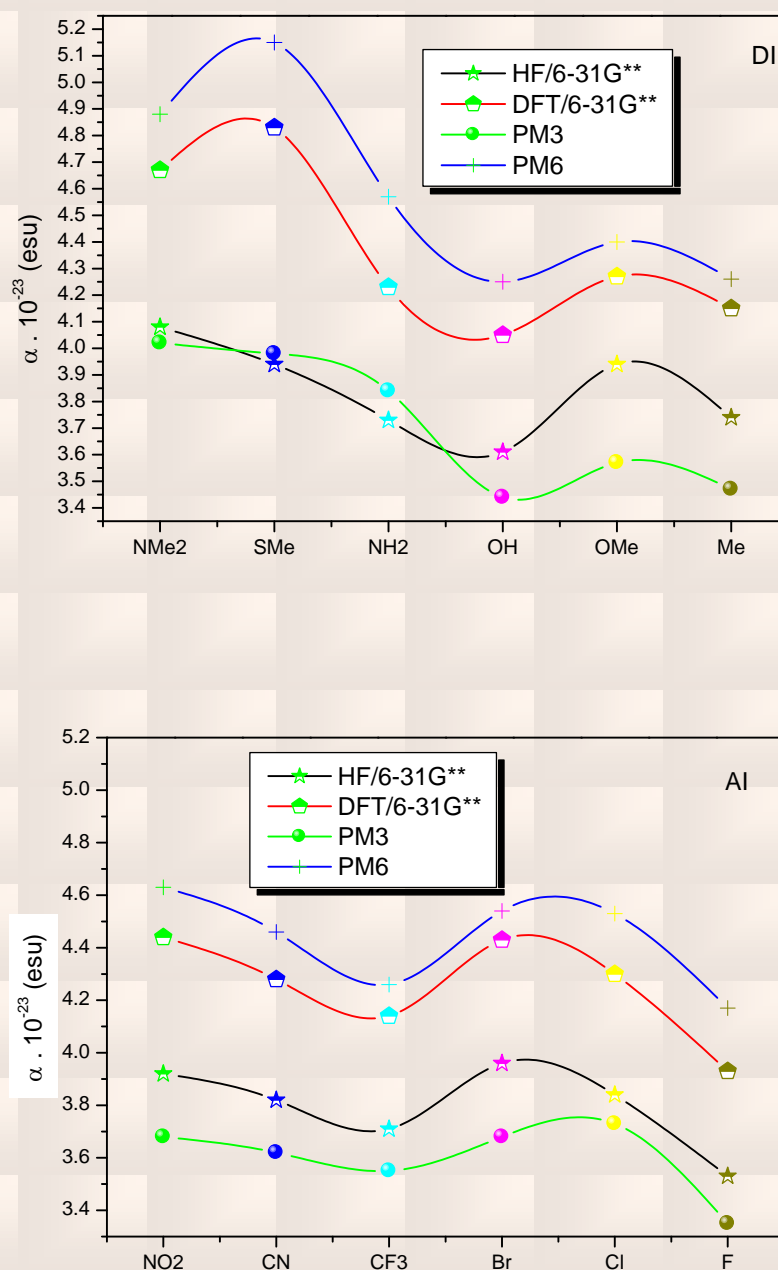 DI
HF/6-31G**
DFT/6-31G**
PM3
PM6
5.2
5.1
5.0
4.9
4.8
4.7
4.6
4.5
4.4
4.3
4.2
4.1
4.0
3.9
3.8
3.7
3.6
3.5
3.4
α . 10⁻²³ (esu)
NMe2 SMe NH2 OH OMe Me
AI
HF/6-31G**
DFT/6-31G**
PM3
PM6
5.2
5.0
4.8
4.6
4.4
4.2
4.0
3.8
3.6
3.4
α . 10⁻²³ (esu)
NO2 CN CF3 Br Cl F